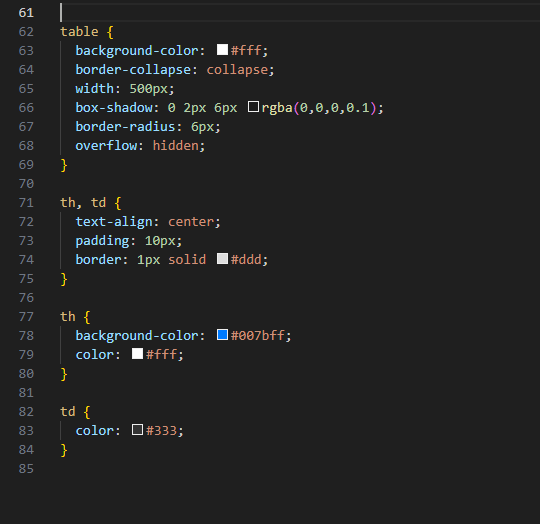 61
62 table {
63   background-color: #fff;
64   border-collapse: collapse;
65   width: 500px;
66   box-shadow: 0 2px 6px rgba(0,0,0,0.1);
67   border-radius: 6px;
68   overflow: hidden;
69 }
70
71 th, td {
72   text-align: center;
73   padding: 10px;
74   border: 1px solid #ddd;
75 }
76
77 th {
78   background-color: #007bff;
79   color: #fff;
80 }
81
82 td {
83   color: #333;
84 }
85